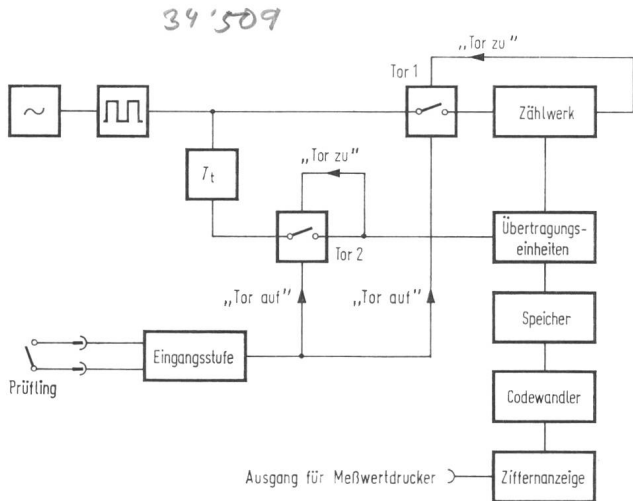 34'509
„Tor zu"
Tor 1
Zählwerk
T_t
„Tor zu"
Tor 2
Übertragungs-
einheiten
„Tor auf"
„Tor auf"
Speicher
Eingangsstufe
Prüfling
Codewandler
Ausgang für Meßwertdrucker
Ziffernanzeige